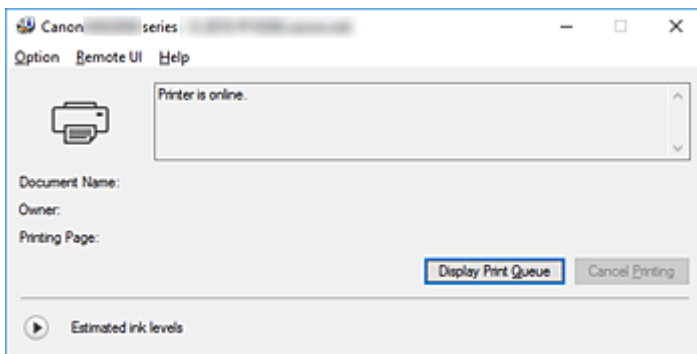 Canon series
Option Remote UI Help
Printer is online.
Document Name:
Owner:
Printing Page:
Display Print Queue Cancel Printing
Estimated ink levels